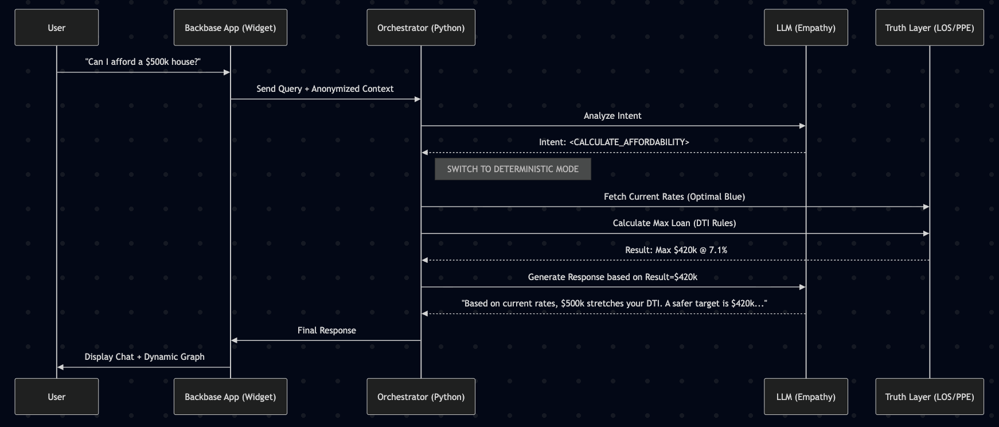 User
Backbase App (Widget)
Orchestrator (Python)
LLM (Empathy)
Truth Layer (LOS/PPE)
"Can I afford a $500k house?"
Send Query + Anonymized Context
Analyze Intent
Intent: <CALCULATE_AFFORDABILITY>
SWITCH TO DETERMINISTIC MODE
Fetch Current Rates (Optimal Blue)
Calculate Max Loan (DTI Rules)
Result: Max $420k @ 7.1%
Generate Response based on Result=$420k
"Based on current rates, $500k stretches your DTI. A safer target is $420k..."
Final Response
Display Chat + Dynamic Graph
User
Backbase App (Widget)
Orchestrator (Python)
LLM (Empathy)
Truth Layer (LOS/PPE)